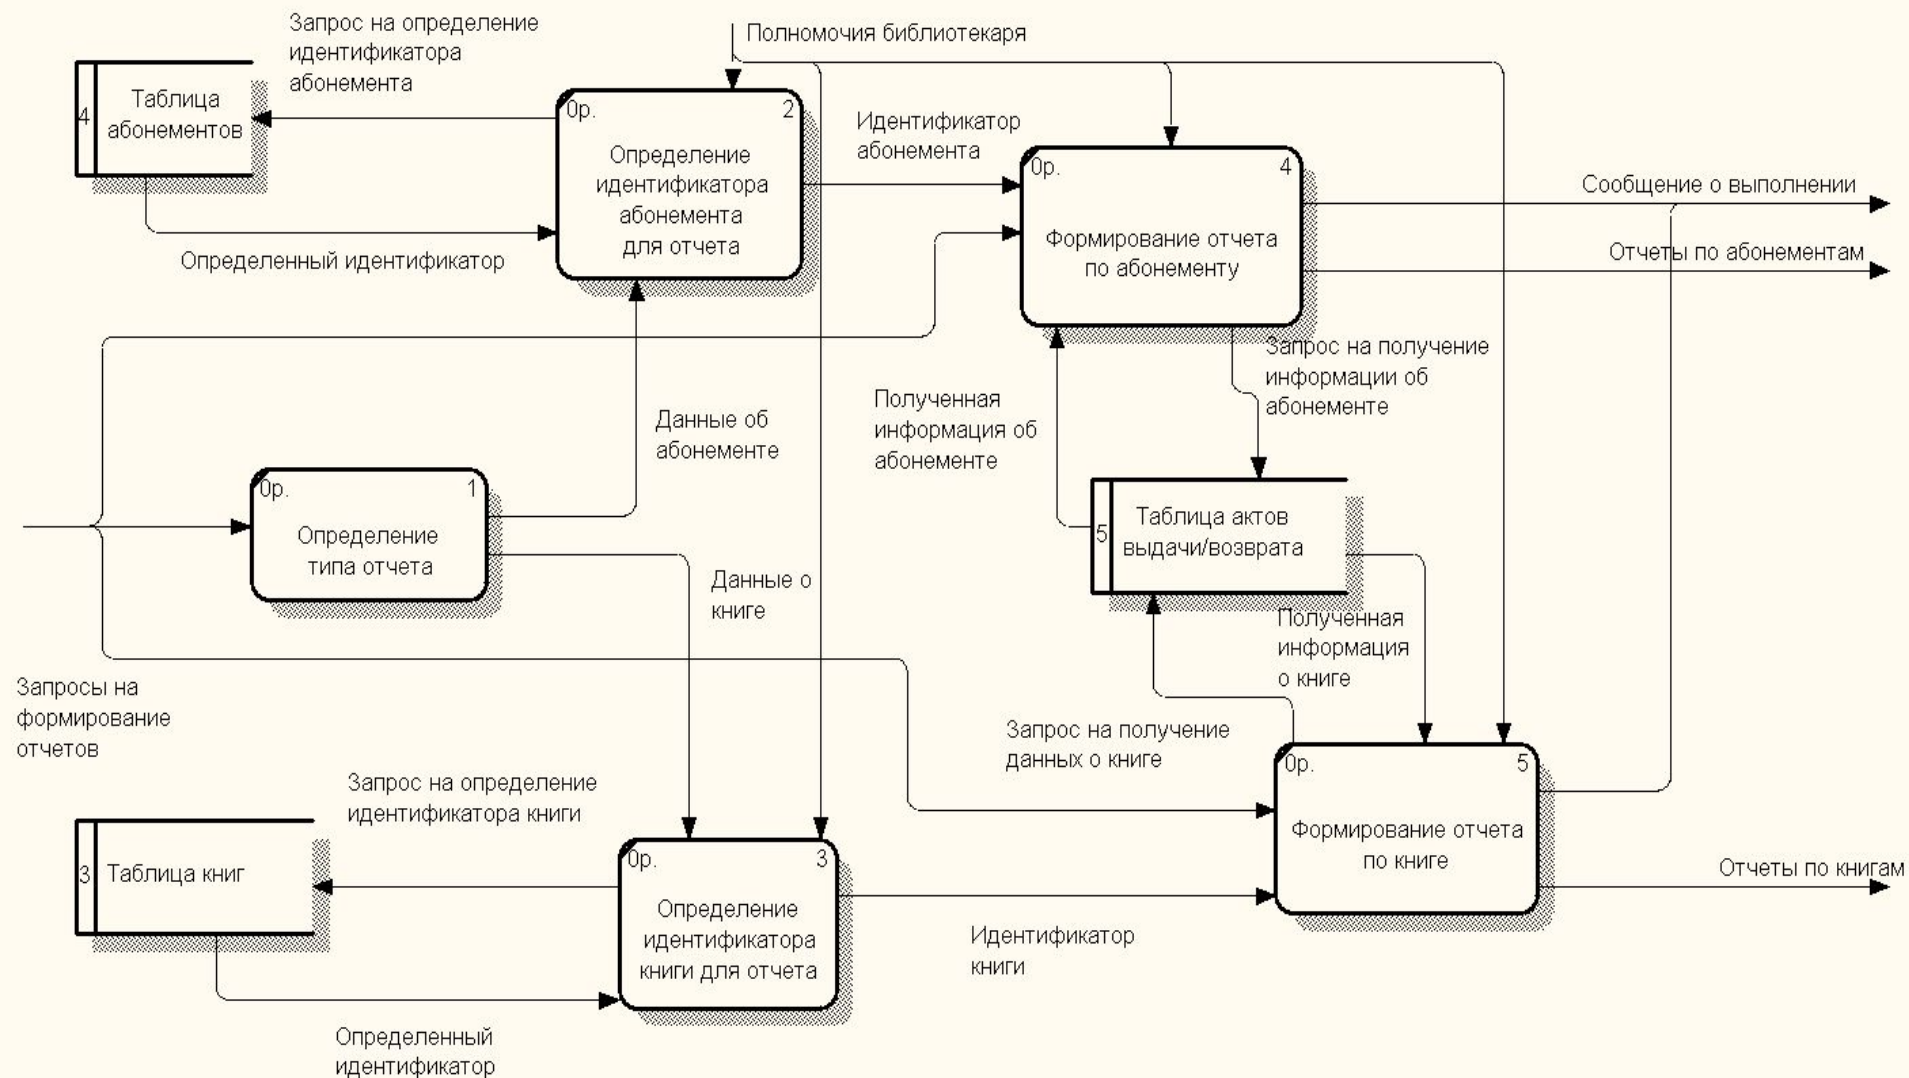 Запрос на определение
идентификатора
абонемента
Полномочия библиотекаря
4
Таблица
абонементов
0р.
2
Определение
идентификатора
абонемента
для отчета
Идентификатор
абонемента
0р.
4
Формирование отчета
по абонементу
Сообщение о выполнении
Отчеты по абонементам
Определенный идентификатор
Запрос на получение
информации об
абонементе
Полученная
информация об
абонементе
Данные об
абонементе
0р.
1
Определение
типа отчета
5
Таблица актов
выдачи/возврата
Данные о
книге
Полученная
информация
о книге
Запросы на
формирование
отчетов
Запрос на получение
данных о книге
0р.
5
Формирование отчета
по книге
Запрос на определение
идентификатора книги
3
Таблица книг
0р.
3
Определение
идентификатора
книги для отчета
Отчеты по книгам
Идентификатор
книги
Определенный
идентификатор